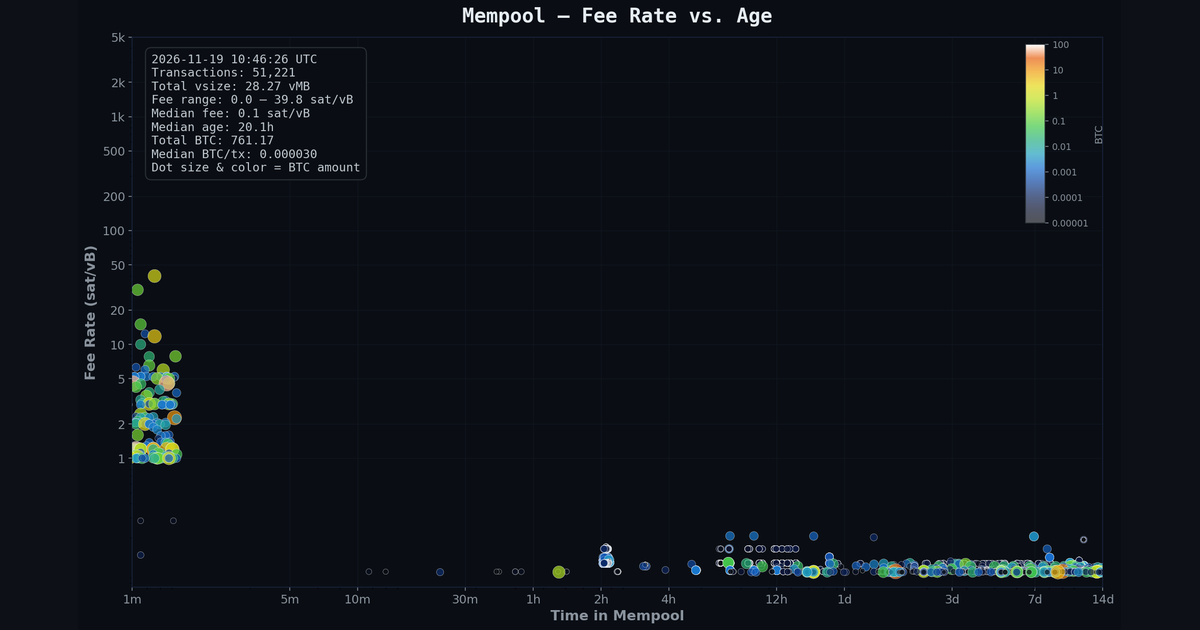 Mempool — Fee Rate vs. Age
2026-11-19 10:46:26 UTC
Transactions: 51,221
Total vsize: 28.27 vMB
Fee range: 0.0 – 39.8 sat/vB
Median fee: 0.1 sat/vB
Median age: 20.1h
Total BTC: 761.17
Median BTC/tx: 0.000030
Dot size & color = BTC amount
5k
2k
1k
500
200
100
50
20
10
5
2
1
Fee Rate (sat/vB)
100
10
1
0.1
0.01
0.001
0.0001
0.00001
BTC
1m 5m 10m 30m 1h 2h 4h 12h 1d 3d 7d 14d
Time in Mempool